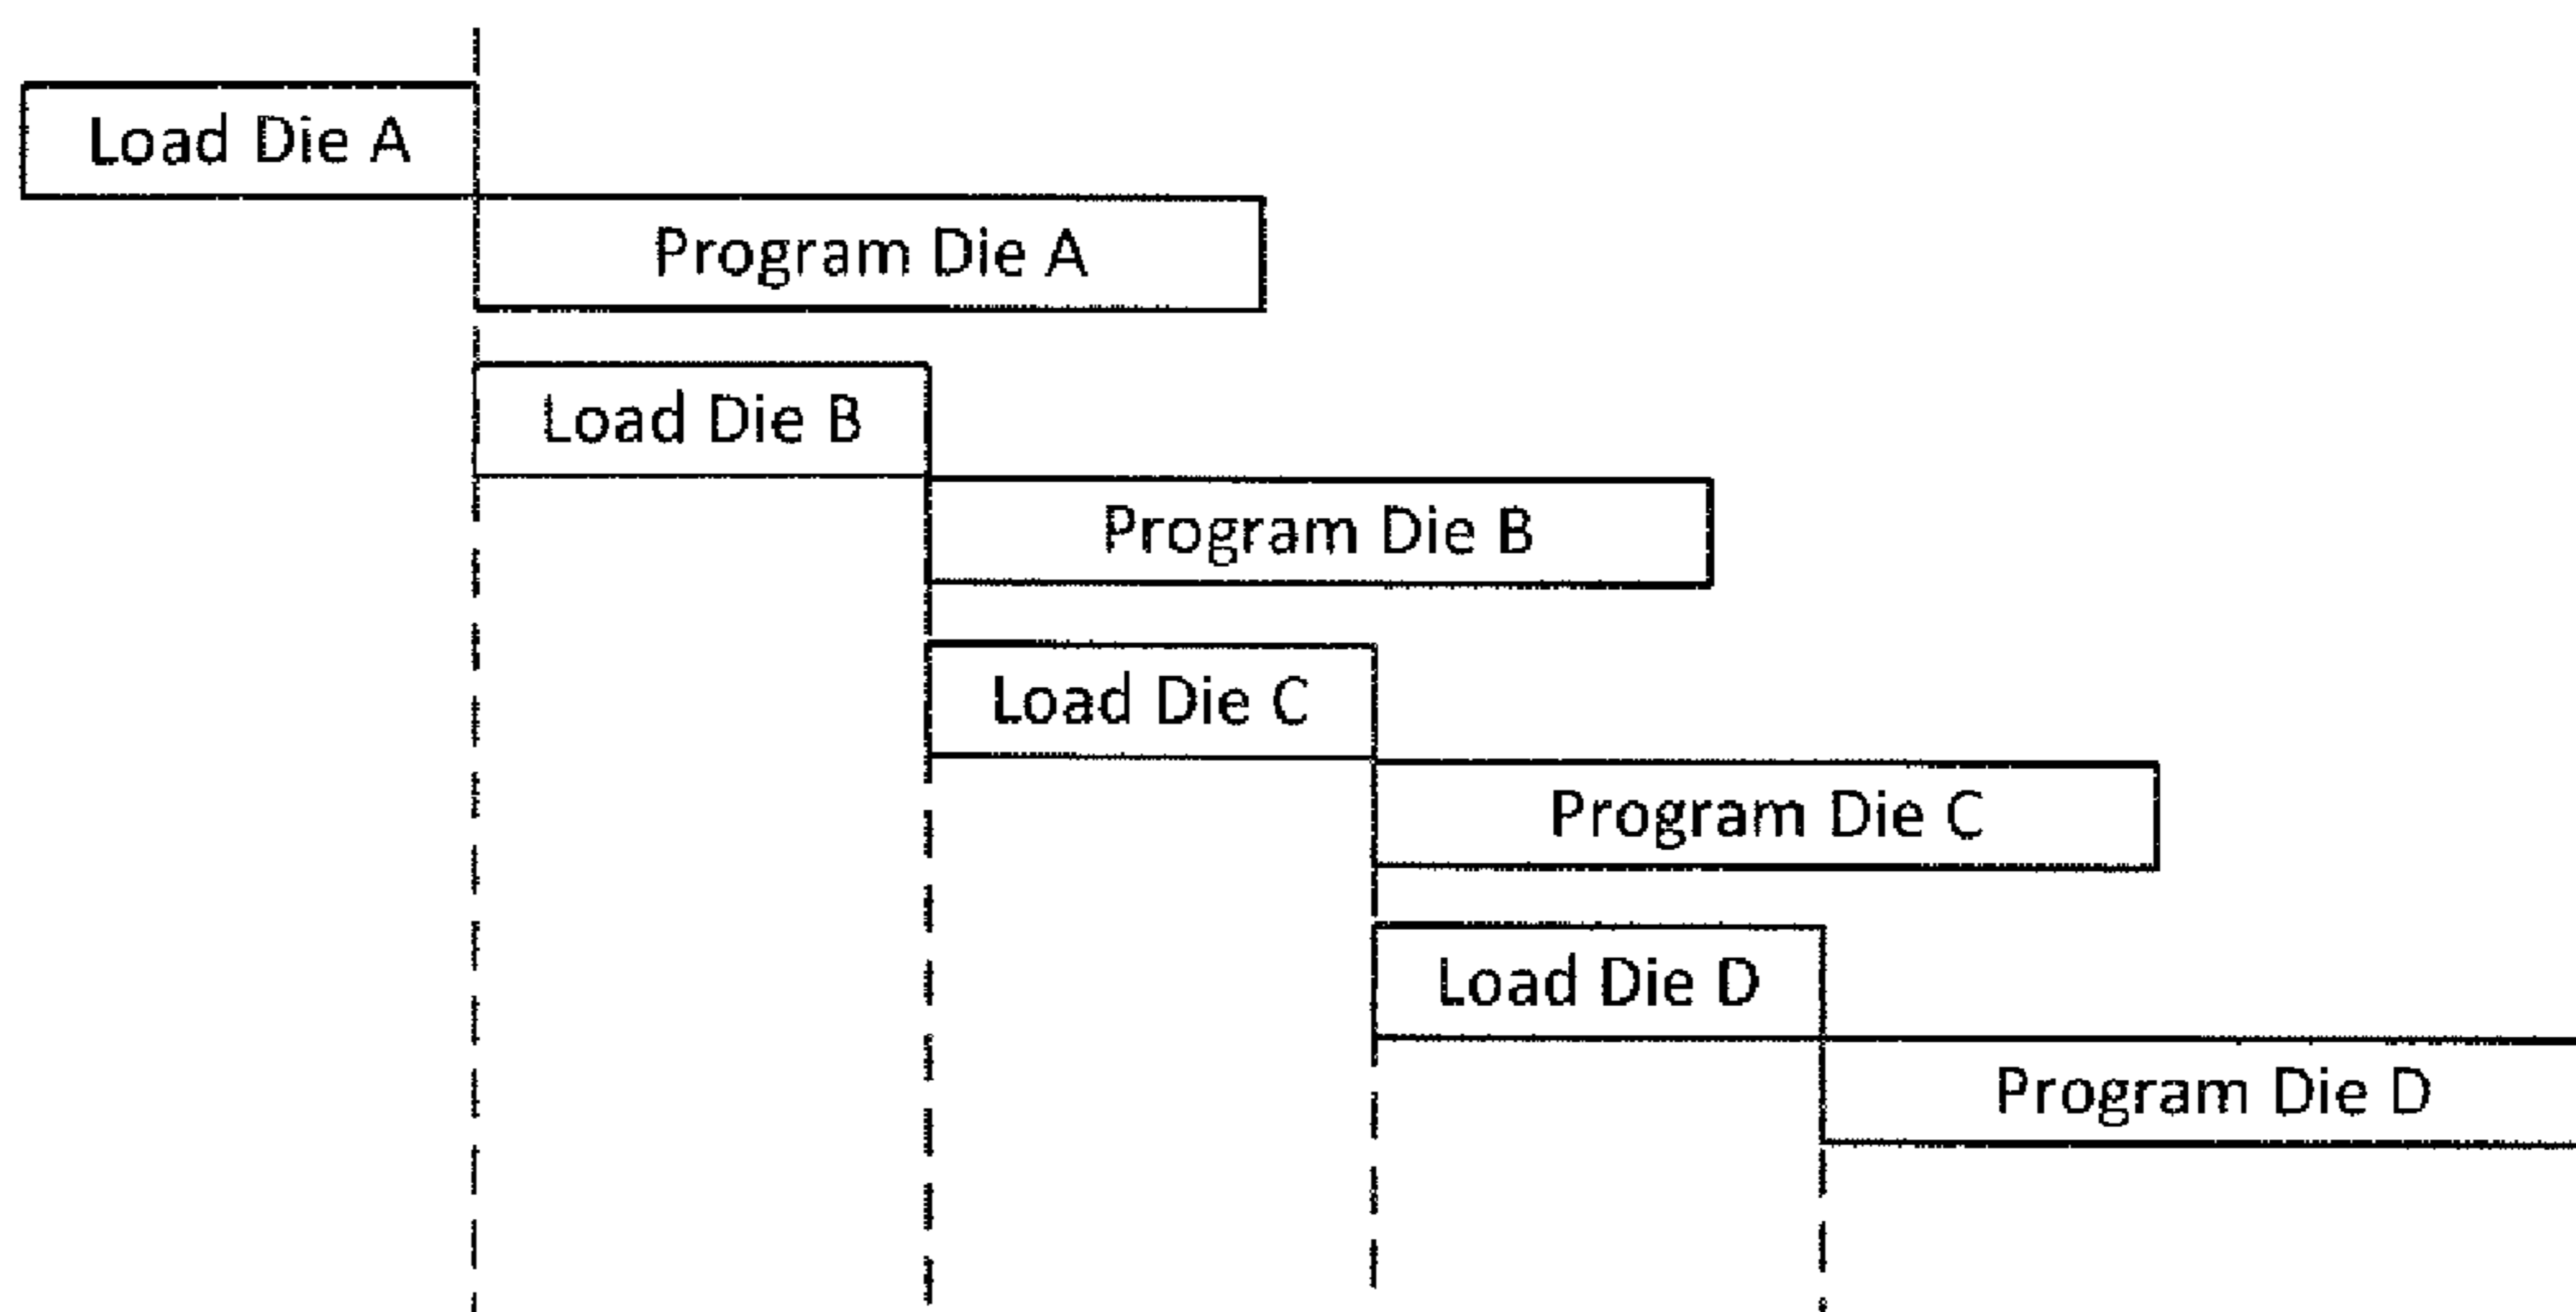 Load Die A
Program Die A
Load Die B
Program Die B
Load Die C
Program Die C
Load Die D
Program Die D